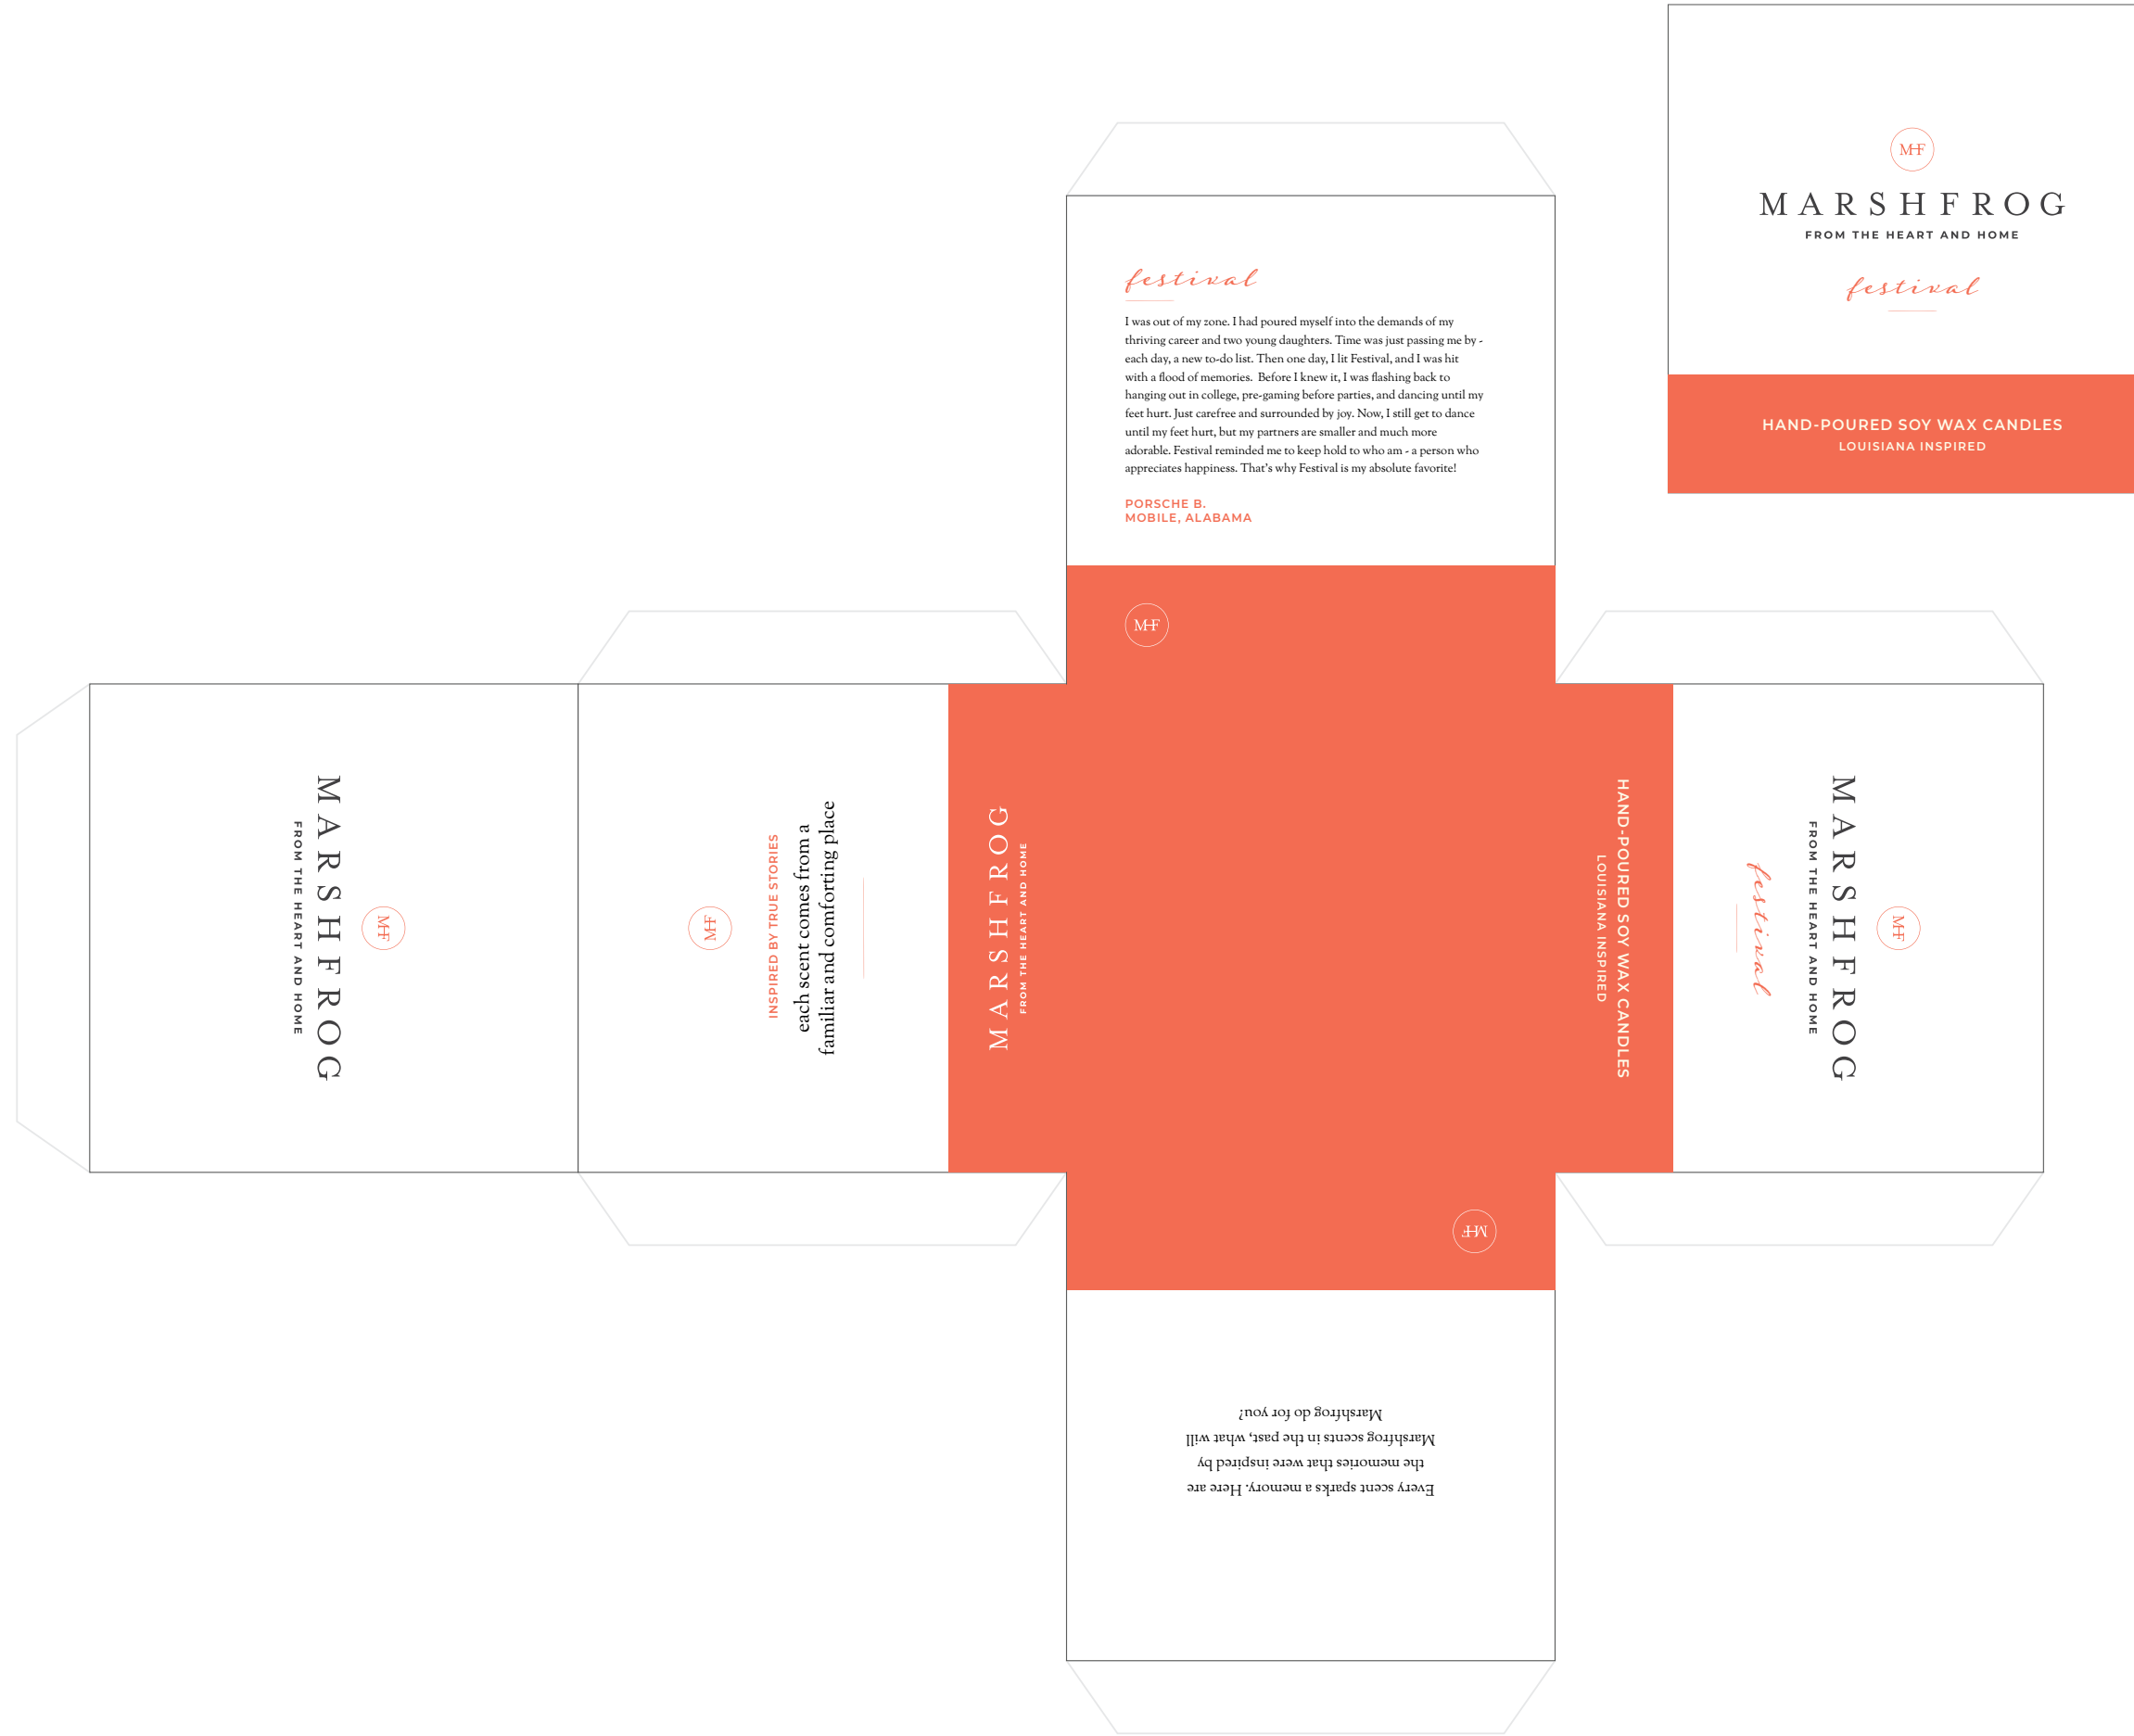 MHF
MARSHFROG
FROM THE HEART AND HOME
festival
HAND-POURED SOY WAX CANDLES
LOUISIANA INSPIRED
festival
I was out of my zone. I had poured myself into the demands of my
thriving career and two young daughters. Time was just passing me by -
each day, a new to-do list. Then one day, I lit Festival, and I was hit
with a flood of memories.  Before I knew it, I was flashing back to
hanging out in college, pre-gaming before parties, and dancing until my
feet hurt. Just carefree and surrounded by joy. Now, I still get to dance
until my feet hurt, but my partners are smaller and much more
adorable. Festival reminded me to keep hold to who am - a person who
appreciates happiness. That's why Festival is my absolute favorite!
PORSCHE B.
MOBILE, ALABAMA
MHF
MHF
MARSHFROG
FROM THE HEART AND HOME
MHF
INSPIRED BY TRUE STORIES
each scent comes from a
familiar and comforting place
MARSHFROG
FROM THE HEART AND HOME
MHF
MARSHFROG
FROM THE HEART AND HOME
festival
HAND-POURED SOY WAX CANDLES
LOUISIANA INSPIRED
MHF
Every scent sparks a memory. Here are
the memories that were inspired by
Marshfrog scents in the past, what will
Marshfrog do for you?